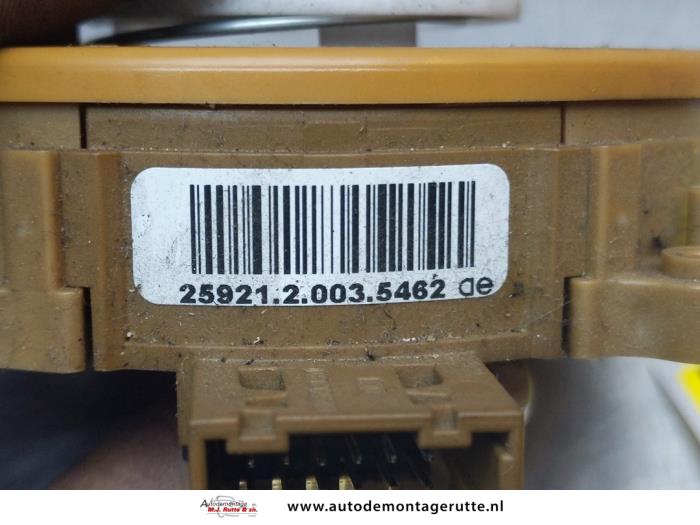 25921.2.003.5462 ae
Autodemontage
M.J. Rutte & zn.
www.autodemontagerutte.nl